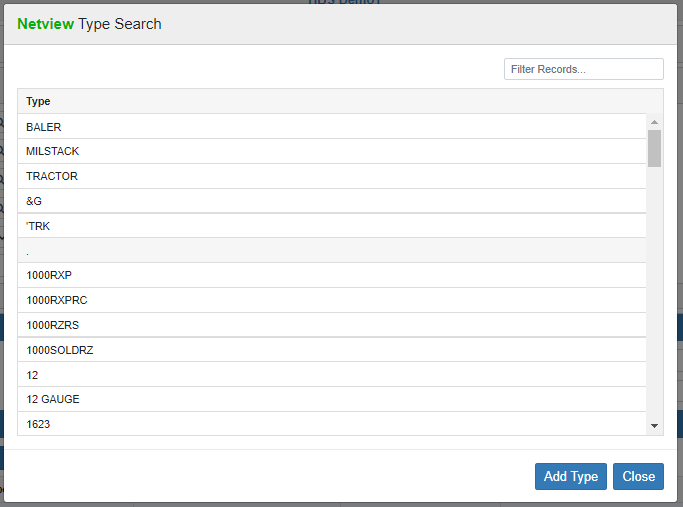 Netview Type Search
Filter Records...
Type
BALER
MILSTACK
TRACTOR
&G
'TRK
.
1000RXP
1000RXPRC
1000RZRS
1000SOLDRZ
12
12 GAUGE
1623
Add Type
Close